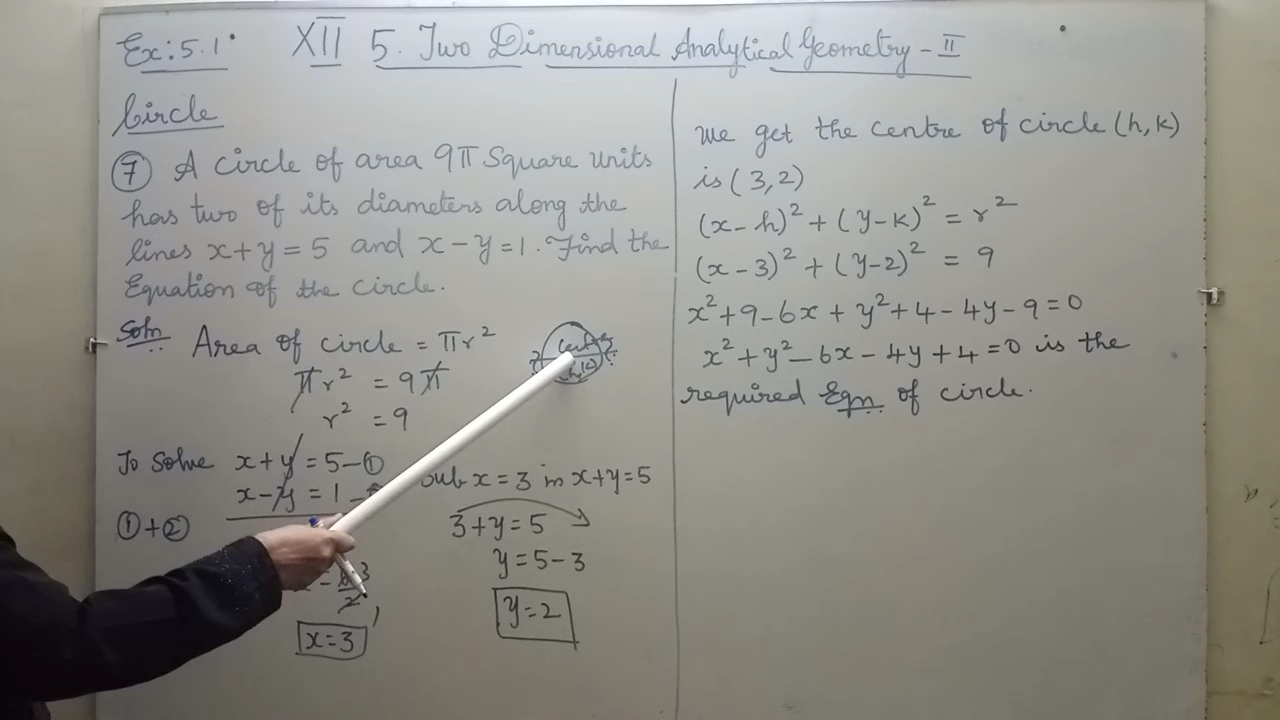 Ex: 5.1
XII 5. Two Dimensional Analytical Geometry - II
Circle
⑦ A circle of area 9π Square units
has two of its diameters along the
lines x+y=5 and x-y=1. Find the
Equation of the circle.
Soln Area of circle = πr²
πr² = 9π
r² = 9
To Solve x+y=5-①
x-y=1
①+②
3
2
x=3
Sub x=3 in x+y=5
3+y=5
y=5-3
y=2
We get the centre of circle (h,k)
is (3,2)
(x-h)²+(y-k)²=r²
(x-3)²+(y-2)² = 9
x²+9-6x+y²+4-4y-9=0
x²+y²-6x-4y+4=0 is the
required Eqn. of circle.